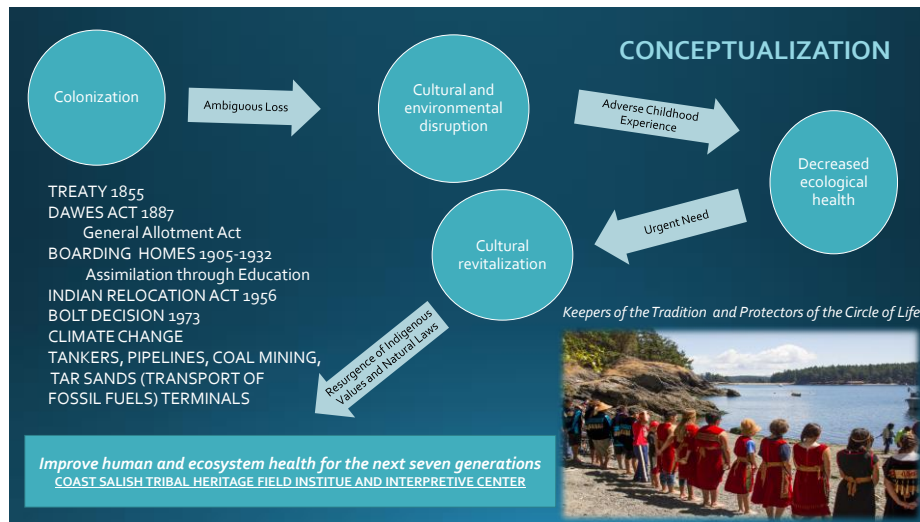 CONCEPTUALIZATION
Colonization
Ambiguous Loss
Cultural and
environmental
disruption
Adverse Childhood
Experience
Decreased
ecological
health
Urgent Need
Cultural
revitalization
Resurgence of Indigenous
Values and Natural Laws
TREATY 1855
DAWES ACT 1887
General Allotment Act
BOARDING HOMES 1905-1932
Assimilation through Education
INDIAN RELOCATION ACT 1956
BOLT DECISION 1973
CLIMATE CHANGE
TANKERS, PIPELINES, COAL MINING,
TAR SANDS (TRANSPORT OF
FOSSIL FUELS) TERMINALS
Keepers of the Tradition and Protectors of the Circle of Life
Improve human and ecosystem health for the next seven generations
COAST SALISH TRIBAL HERITAGE FIELD INSTITUE AND INTERPRETIVE CENTER